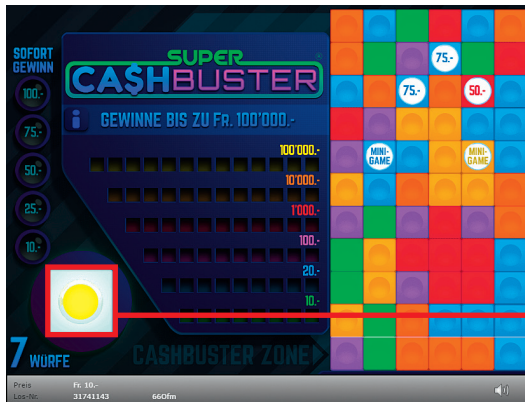 SOFORT
GEWINN
100.-
75.-
50.-
25.-
10.-
SUPER
CA$HBUSTER
i GEWINNE BIS ZU FR. 100'000.-
100'000.-
10'000.-
1'000.-
100.-
20.-
10.-
75.-
75.-
50.-
MINI-
GAME
MINI-
GAME
7 WÜRFE
CASHBUSTER ZONE
Preis Fr. 10.-
Los-Nr. 31741143 660fm